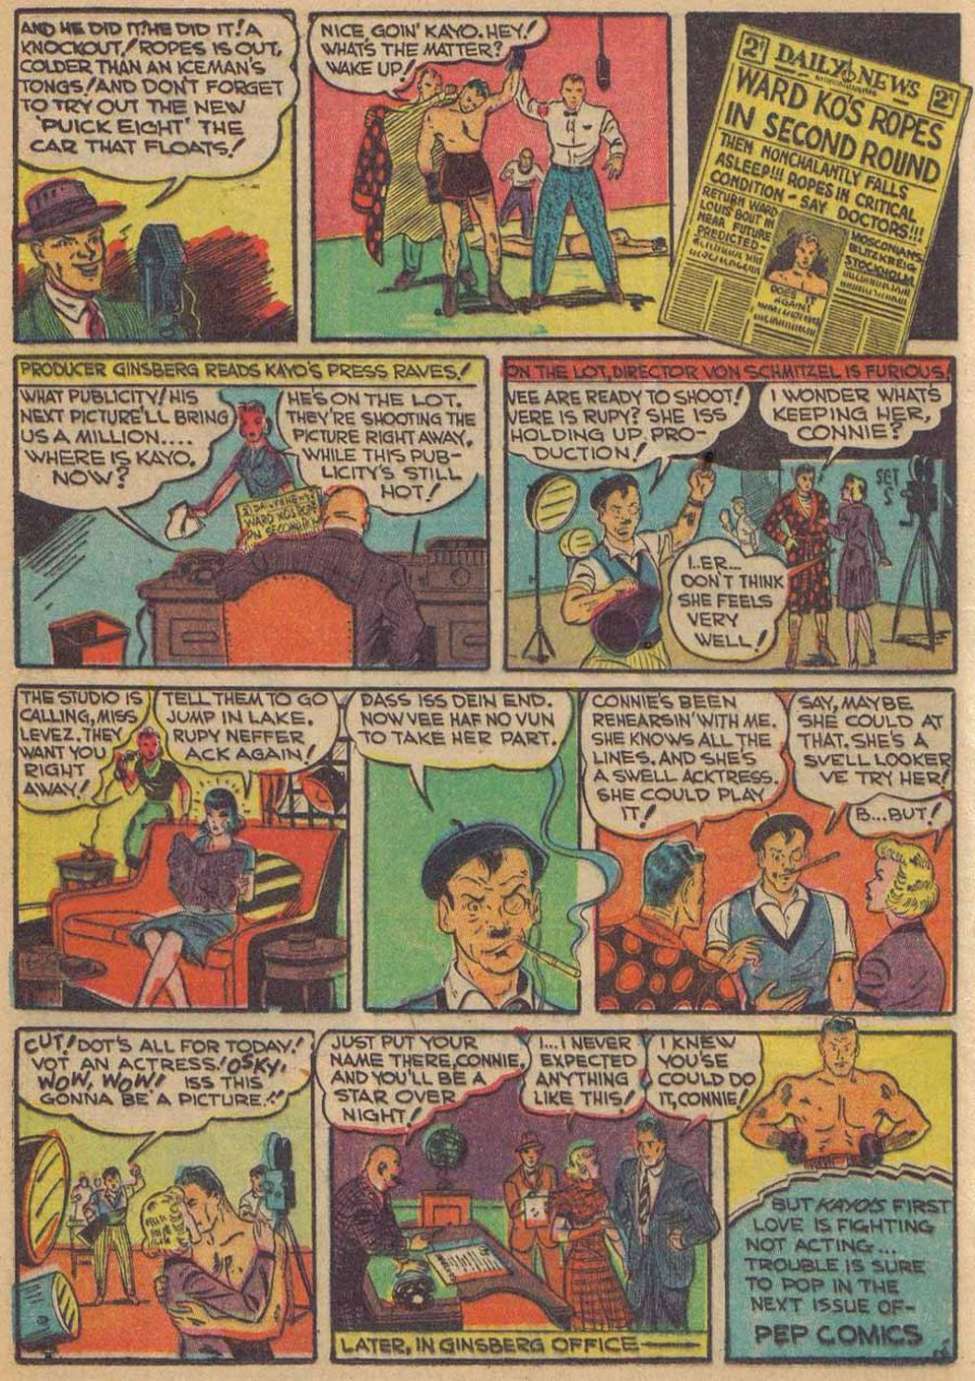 AND HE DID IT! HE DID IT! A
KNOCKOUT! ROPES IS OUT,
COLDER THAN AN ICEMAN'S
TONGS! AND DON'T FORGET
TO TRY OUT THE NEW
'PUICK EIGHT' THE
CAR THAT FLOATS!
NICE, GOIN' KAYO. HEY!
WHAT'S THE MATTER?
WAKE UP!
2¢ DAILY NEWS 2¢
WARD KO'S ROPES
IN SECOND ROUND
THEN NONCHALANTLY FALLS
ASLEEP!!! ROPES IN CRITICAL
CONDITION - SAY DOCTORS!!!
RETURN WARD
LOUIS BOUT IN
NEAR FUTURE
PREDICTED-
MOSCONIANS
BLITZKREIG
STOCKHOLM
DOES IT
AGAIN!
PRODUCER GINSBERG READS KAYO'S PRESS RAVES!
WHAT PUBLICITY! HIS
NEXT PICTURE'LL BRING
US A MILLION....
WHERE IS KAYO,
NOW?
HE'S ON THE LOT.
THEY'RE SHOOTING THE
PICTURE RIGHT AWAY,
WHILE THIS PUB-
LICITY'S STILL
HOT!
WARD KO'S ROPES
IN SECOND
ON THE LOT, DIRECTOR VON SCHMITZEL IS FURIOUS!
VEE ARE READY TO SHOOT!
VERE IS RUPY? SHE ISS
HOLDING UP PRO-
DUCTION!
I WONDER WHAT'S
KEEPING HER,
CONNIE?
SET
'S'
I..ER...
DON'T THINK
SHE FEELS
VERY
WELL!
THE STUDIO IS
CALLING, MISS
LEVEZ. THEY
WANT YOU
RIGHT
AWAY!
TELL THEM TO GO
JUMP IN LAKE.
RUPY NEFFER
ACK AGAIN!
DASS ISS DEIN END.
NOW VEE HAF NO VUN
TO TAKE HER PART.
CONNIE'S BEEN
REHEARSIN' WITH ME.
SHE KNOWS ALL THE
LINES. AND SHE'S
A SWELL ACKTRESS.
SHE COULD PLAY
IT!
SAY, MAYBE
SHE COULD AT
THAT. SHE'S A
SVELL LOOKER
VE TRY HER!
B...BUT!
CUT! DOT'S ALL FOR TODAY!
VOT AN ACTRESS! OSKY,
WOW, WOW! ISS THIS
GONNA BE A PICTURE!!
JUST PUT YOUR
NAME THERE, CONNIE,
AND YOU'LL BE A
STAR OVER
NIGHT!
I...I NEVER
EXPECTED
ANYTHING
LIKE THIS!
I KNEW
YOU'SE
COULD DO
IT, CONNIE!
LATER, IN GINSBERG OFFICE
BUT KAYO'S FIRST
LOVE IS FIGHTING
NOT ACTING...
TROUBLE IS SURE
TO POP IN THE
NEXT ISSUE OF-
PEP COMICS